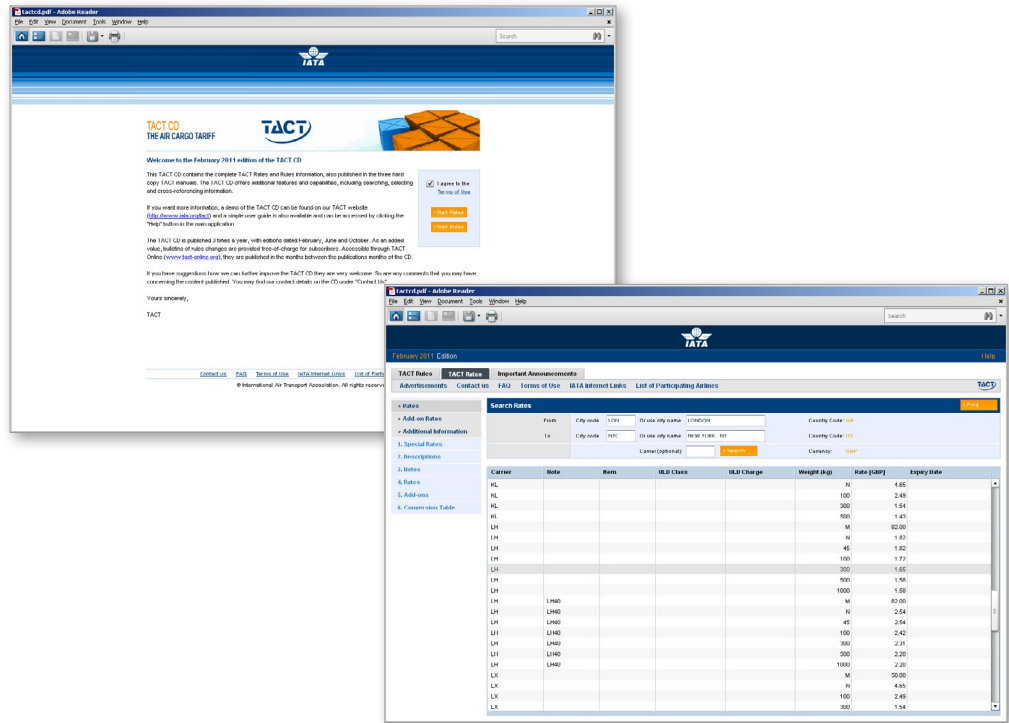 tactcd.pdf - Adobe Reader
File Edit View Document Tools Window Help
Search
IATA
TACT CD
THE AIR CARGO TARIFF
TACT
Welcome to the February 2011 edition of the TACT CD
This TACT CD contains the complete TACT Rates and Rules information, also published in the three hard
copy TACT manuals. The TACT CD offers additional features and capabilities, including searching, selecting
and cross-referencing information.
If you want more information, a demo of the TACT CD can be found on our TACT website
(http://www.iata.org/tact) and a simple user guide is also available and can be accessed by clicking the
"Help" button in the main application
The TACT CD is published 3 times a year, with editions dated February, June and October. As an added
value, bulletins of rules changes are provided free-of-charge for subscribers. Accessible through TACT
Online (www.tact-online.org), they are published in the months between the publications months of the CD.
If you have suggestions how we can further improve the TACT CD they are very welcome. So are any comments that you may have
concerning the content published. You may find our contact details on the CD under "Contact Us"
Yours sincerely,
TACT
I agree to the
Terms of Use
Start Rates
Start Rules
Contact us FAQ Terms of Use IATA Internet Links List of Parti
© International Air Transport Association. All rights reserv
tactcd.pdf - Adobe Reader
File Edit View Document Tools Window Help
Search
IATA
February 2011 Edition Help
TACT Rules TACT Rates Important Announcements
Advertisements Contact us FAQ Terms of Use IATA Internet Links List of Participating Airlines TACT
» Rates
» Add-on Rates
» Additional Information
1. Special Rates
2. Descriptions
3. Notes
4. Rates
5. Add-ons
6. Conversion Table
Search Rates Print
From City code LON Or use city name LONDON Country Code: GB
To City code NYC Or use city name NEW YORK NY Country Code: US
Carrier (optional) Search Currency: GBP
Carrier Note Item ULD Class ULD Charge Weight (kg) Rate [GBP] Expiry Date
KL N 4.65
KL 100 2.49
KL 300 1.54
KL 500 1.43
LH M 82.00
LH N 1.82
LH 45 1.82
LH 100 1.72
LH 300 1.65
LH 500 1.58
LH 1000 1.58
LH LH40 M 82.00
LH LH40 N 2.54
LH LH40 45 2.54
LH LH40 100 2.42
LH LH40 300 2.31
LH LH40 500 2.20
LH LH40 1000 2.20
LX M 50.00
LX N 4.65
LX 100 2.49
LX 300 1.54